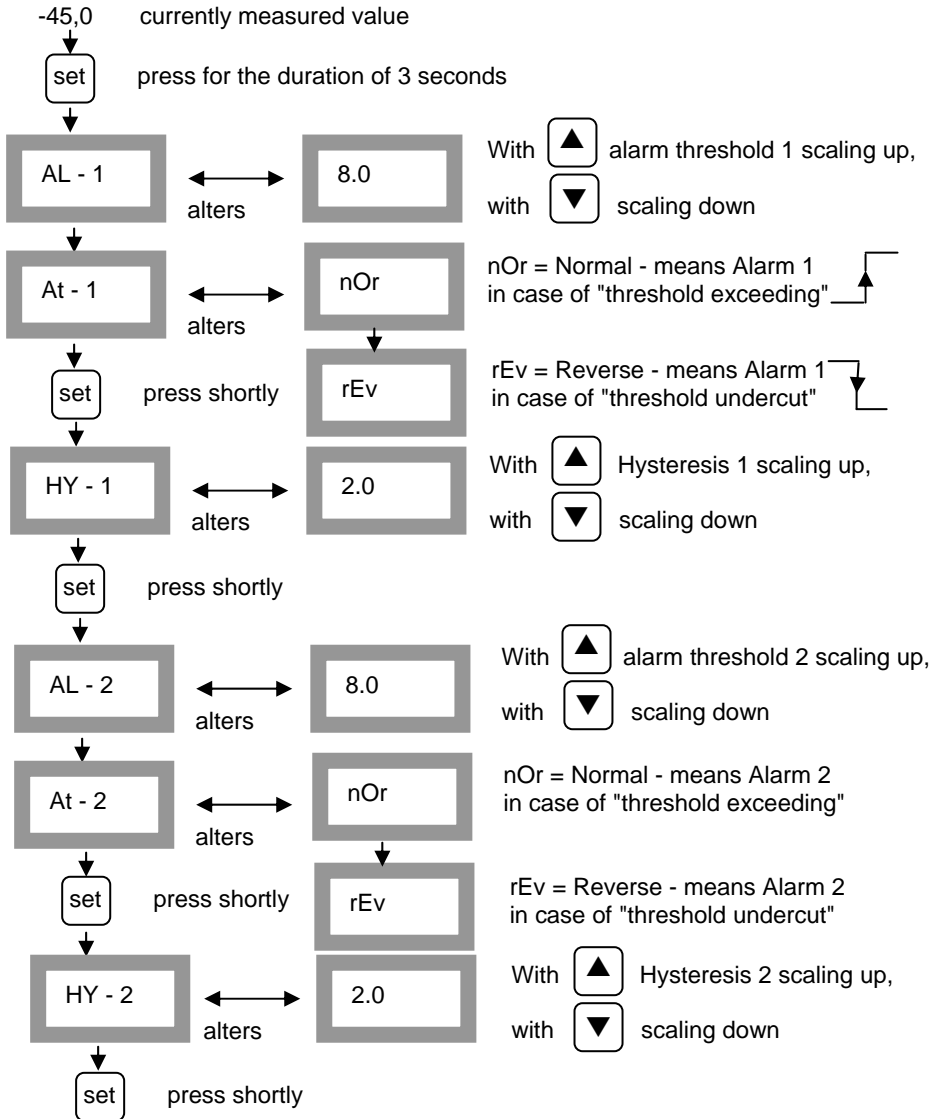 -45,0 currently measured value
set press for the duration of 3 seconds
AL - 1 alters 8.0 With ▲ alarm threshold 1 scaling up,
with ▼ scaling down
At - 1 alters nOr nOr = Normal - means Alarm 1
in case of "threshold exceeding"
set press shortly rEv rEv = Reverse - means Alarm 1
in case of "threshold undercut"
HY - 1 alters 2.0 With ▲ Hysteresis 1 scaling up,
with ▼ scaling down
set press shortly
AL - 2 alters 8.0 With ▲ alarm threshold 2 scaling up,
with ▼ scaling down
At - 2 alters nOr nOr = Normal - means Alarm 2
in case of "threshold exceeding"
set press shortly rEv rEv = Reverse - means Alarm 2
in case of "threshold undercut"
HY - 2 alters 2.0 With ▲ Hysteresis 2 scaling up,
with ▼ scaling down
set press shortly